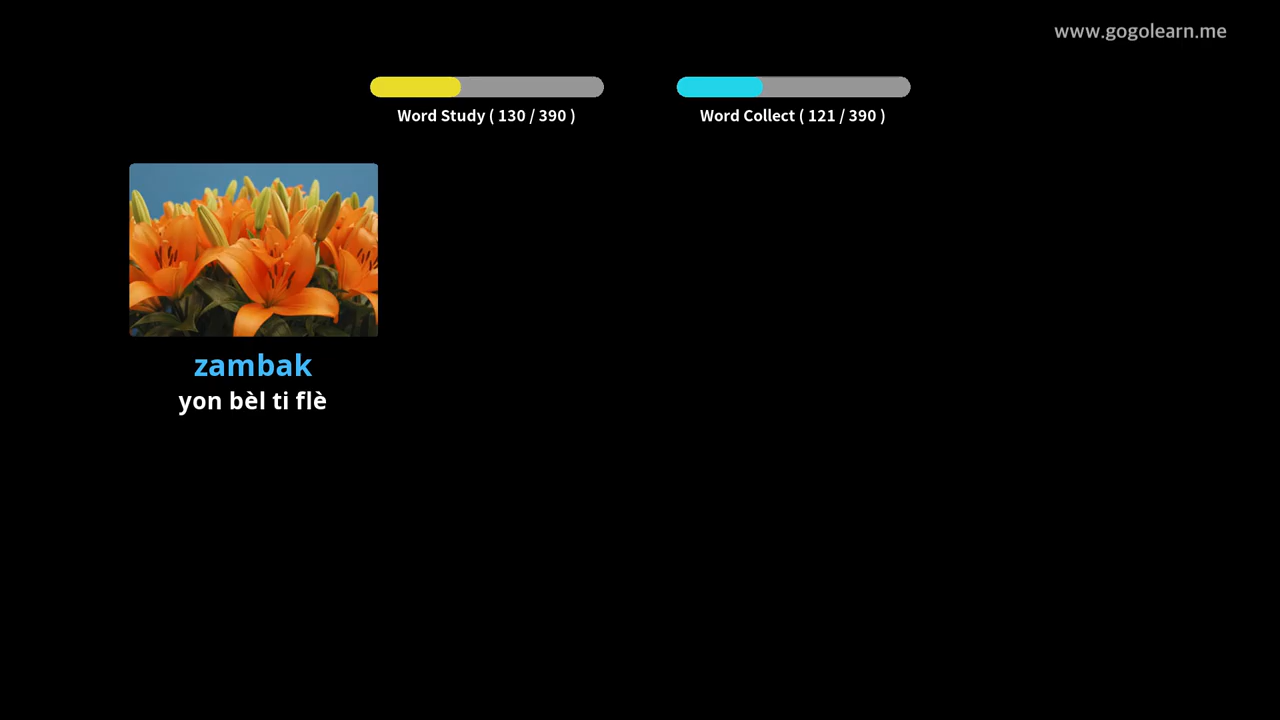 www.gogolearn.me
Word Study ( 130 / 390 )
Word Collect ( 121 / 390 )
zambak
yon bèl ti flè